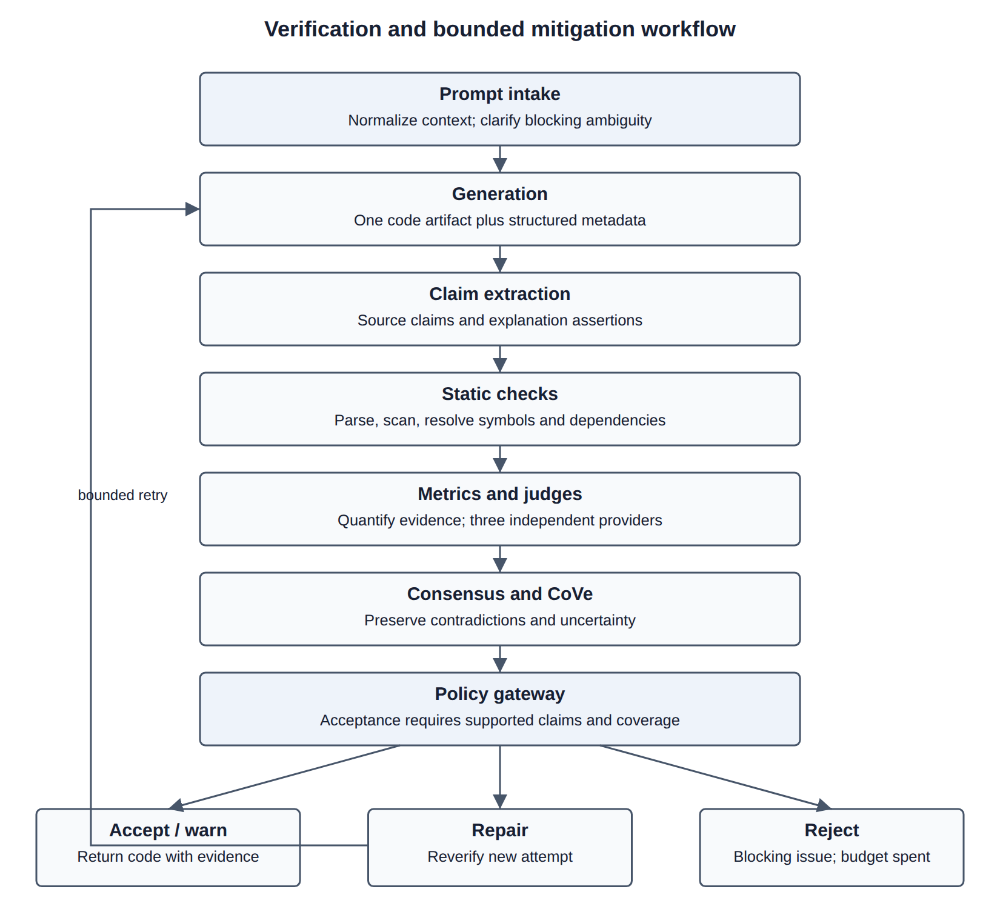 Verification and bounded mitigation workflow
Prompt intake
Normalize context; clarify blocking ambiguity
Generation
One code artifact plus structured metadata
Claim extraction
Source claims and explanation assertions
Static checks
Parse, scan, resolve symbols and dependencies
Metrics and judges
Quantify evidence; three independent providers
bounded retry
Consensus and CoVe
Preserve contradictions and uncertainty
Policy gateway
Acceptance requires supported claims and coverage
Accept / warn
Return code with evidence
Repair
Reverify new attempt
Reject
Blocking issue; budget spent